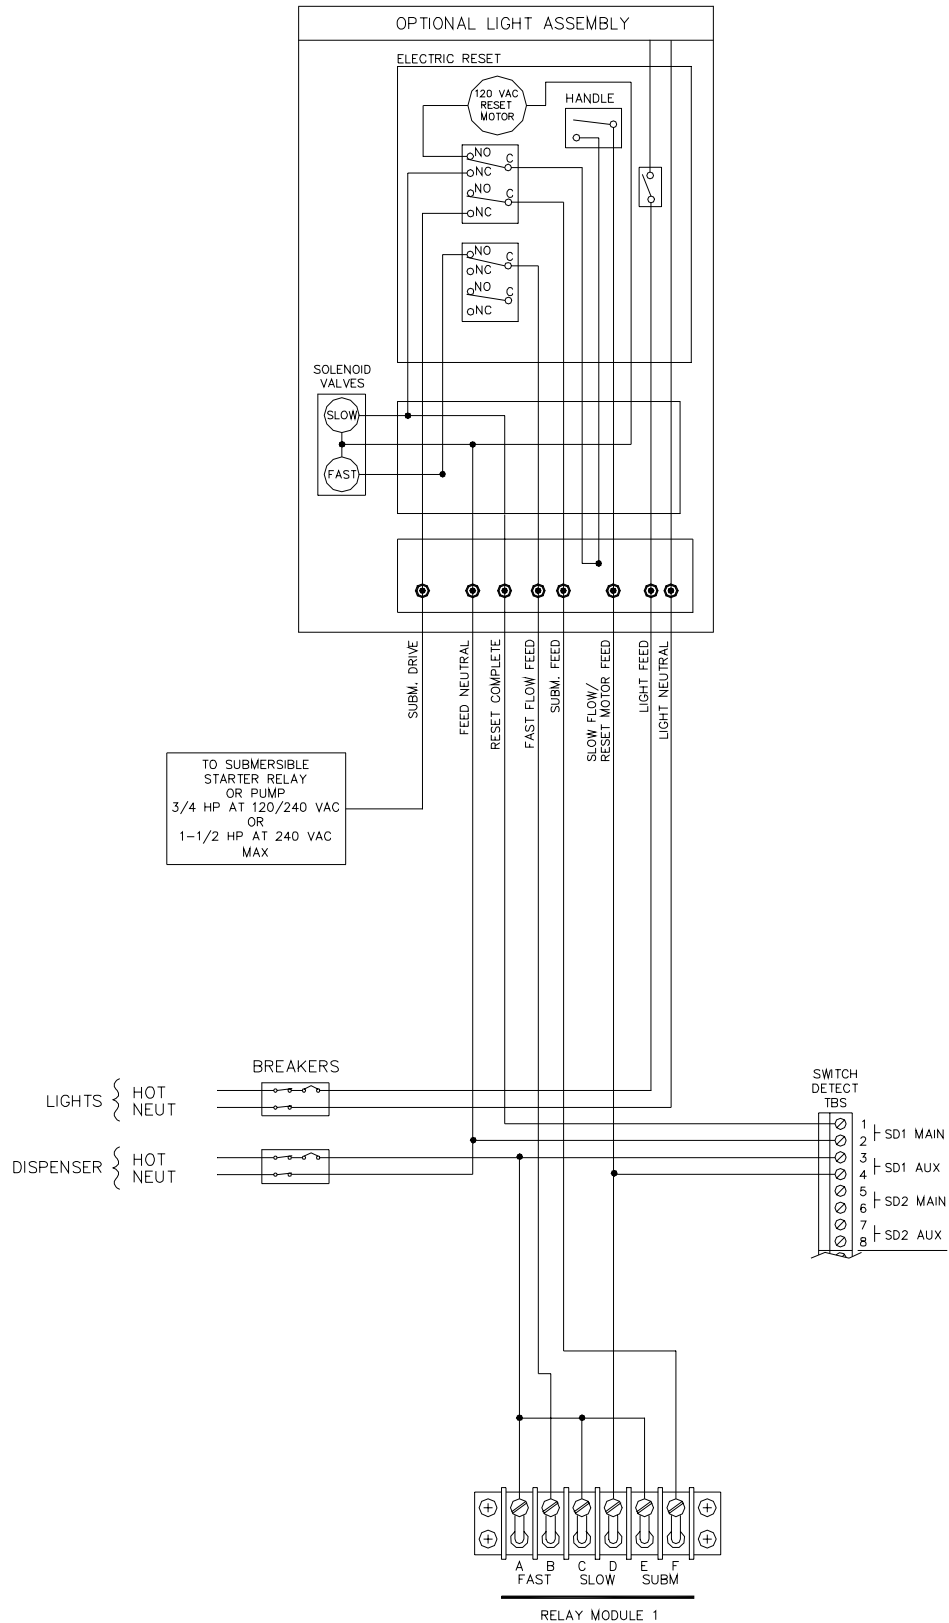 OPTIONAL LIGHT ASSEMBLY
ELECTRIC RESET
120 VAC
RESET
MOTOR
HANDLE
NO
C
NC
NO
C
NC
NO
C
NC
NO
C
NC
SOLENOID
VALVES
SLOW
FAST
SUBM. DRIVE
FEED NEUTRAL
RESET COMPLETE
FAST FLOW FEED
SUBM. FEED
SLOW FLOW/
RESET MOTOR FEED
LIGHT FEED
LIGHT NEUTRAL
TO SUBMERSIBLE
STARTER RELAY
OR PUMP
3/4 HP AT 120/240 VAC
OR
1-1/2 HP AT 240 VAC
MAX
BREAKERS
LIGHTS
HOT
NEUT
DISPENSER
HOT
NEUT
SWITCH
DETECT
TBS
1
2
SD1 MAIN
3
4
SD1 AUX
5
6
SD2 MAIN
7
8
SD2 AUX
A B C D E F
FAST SLOW SUBM
RELAY MODULE 1